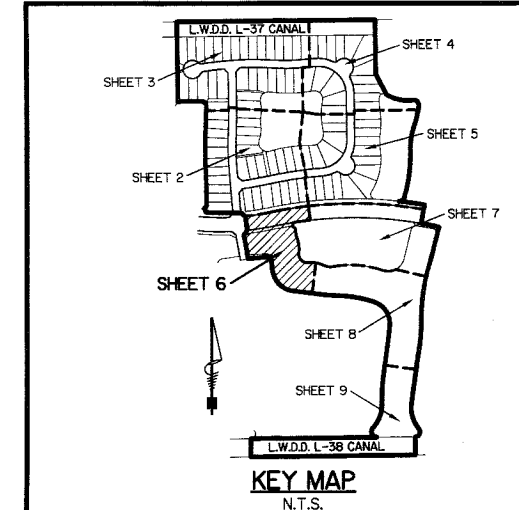 L.W.D.D. L-37 CANAL
SHEET 4
SHEET 3
SHEET 5
SHEET 2
SHEET 7
SHEET 6
SHEET 8
SHEET 9
L.W.D.D. L-38 CANAL
KEY MAP
N.T.S.